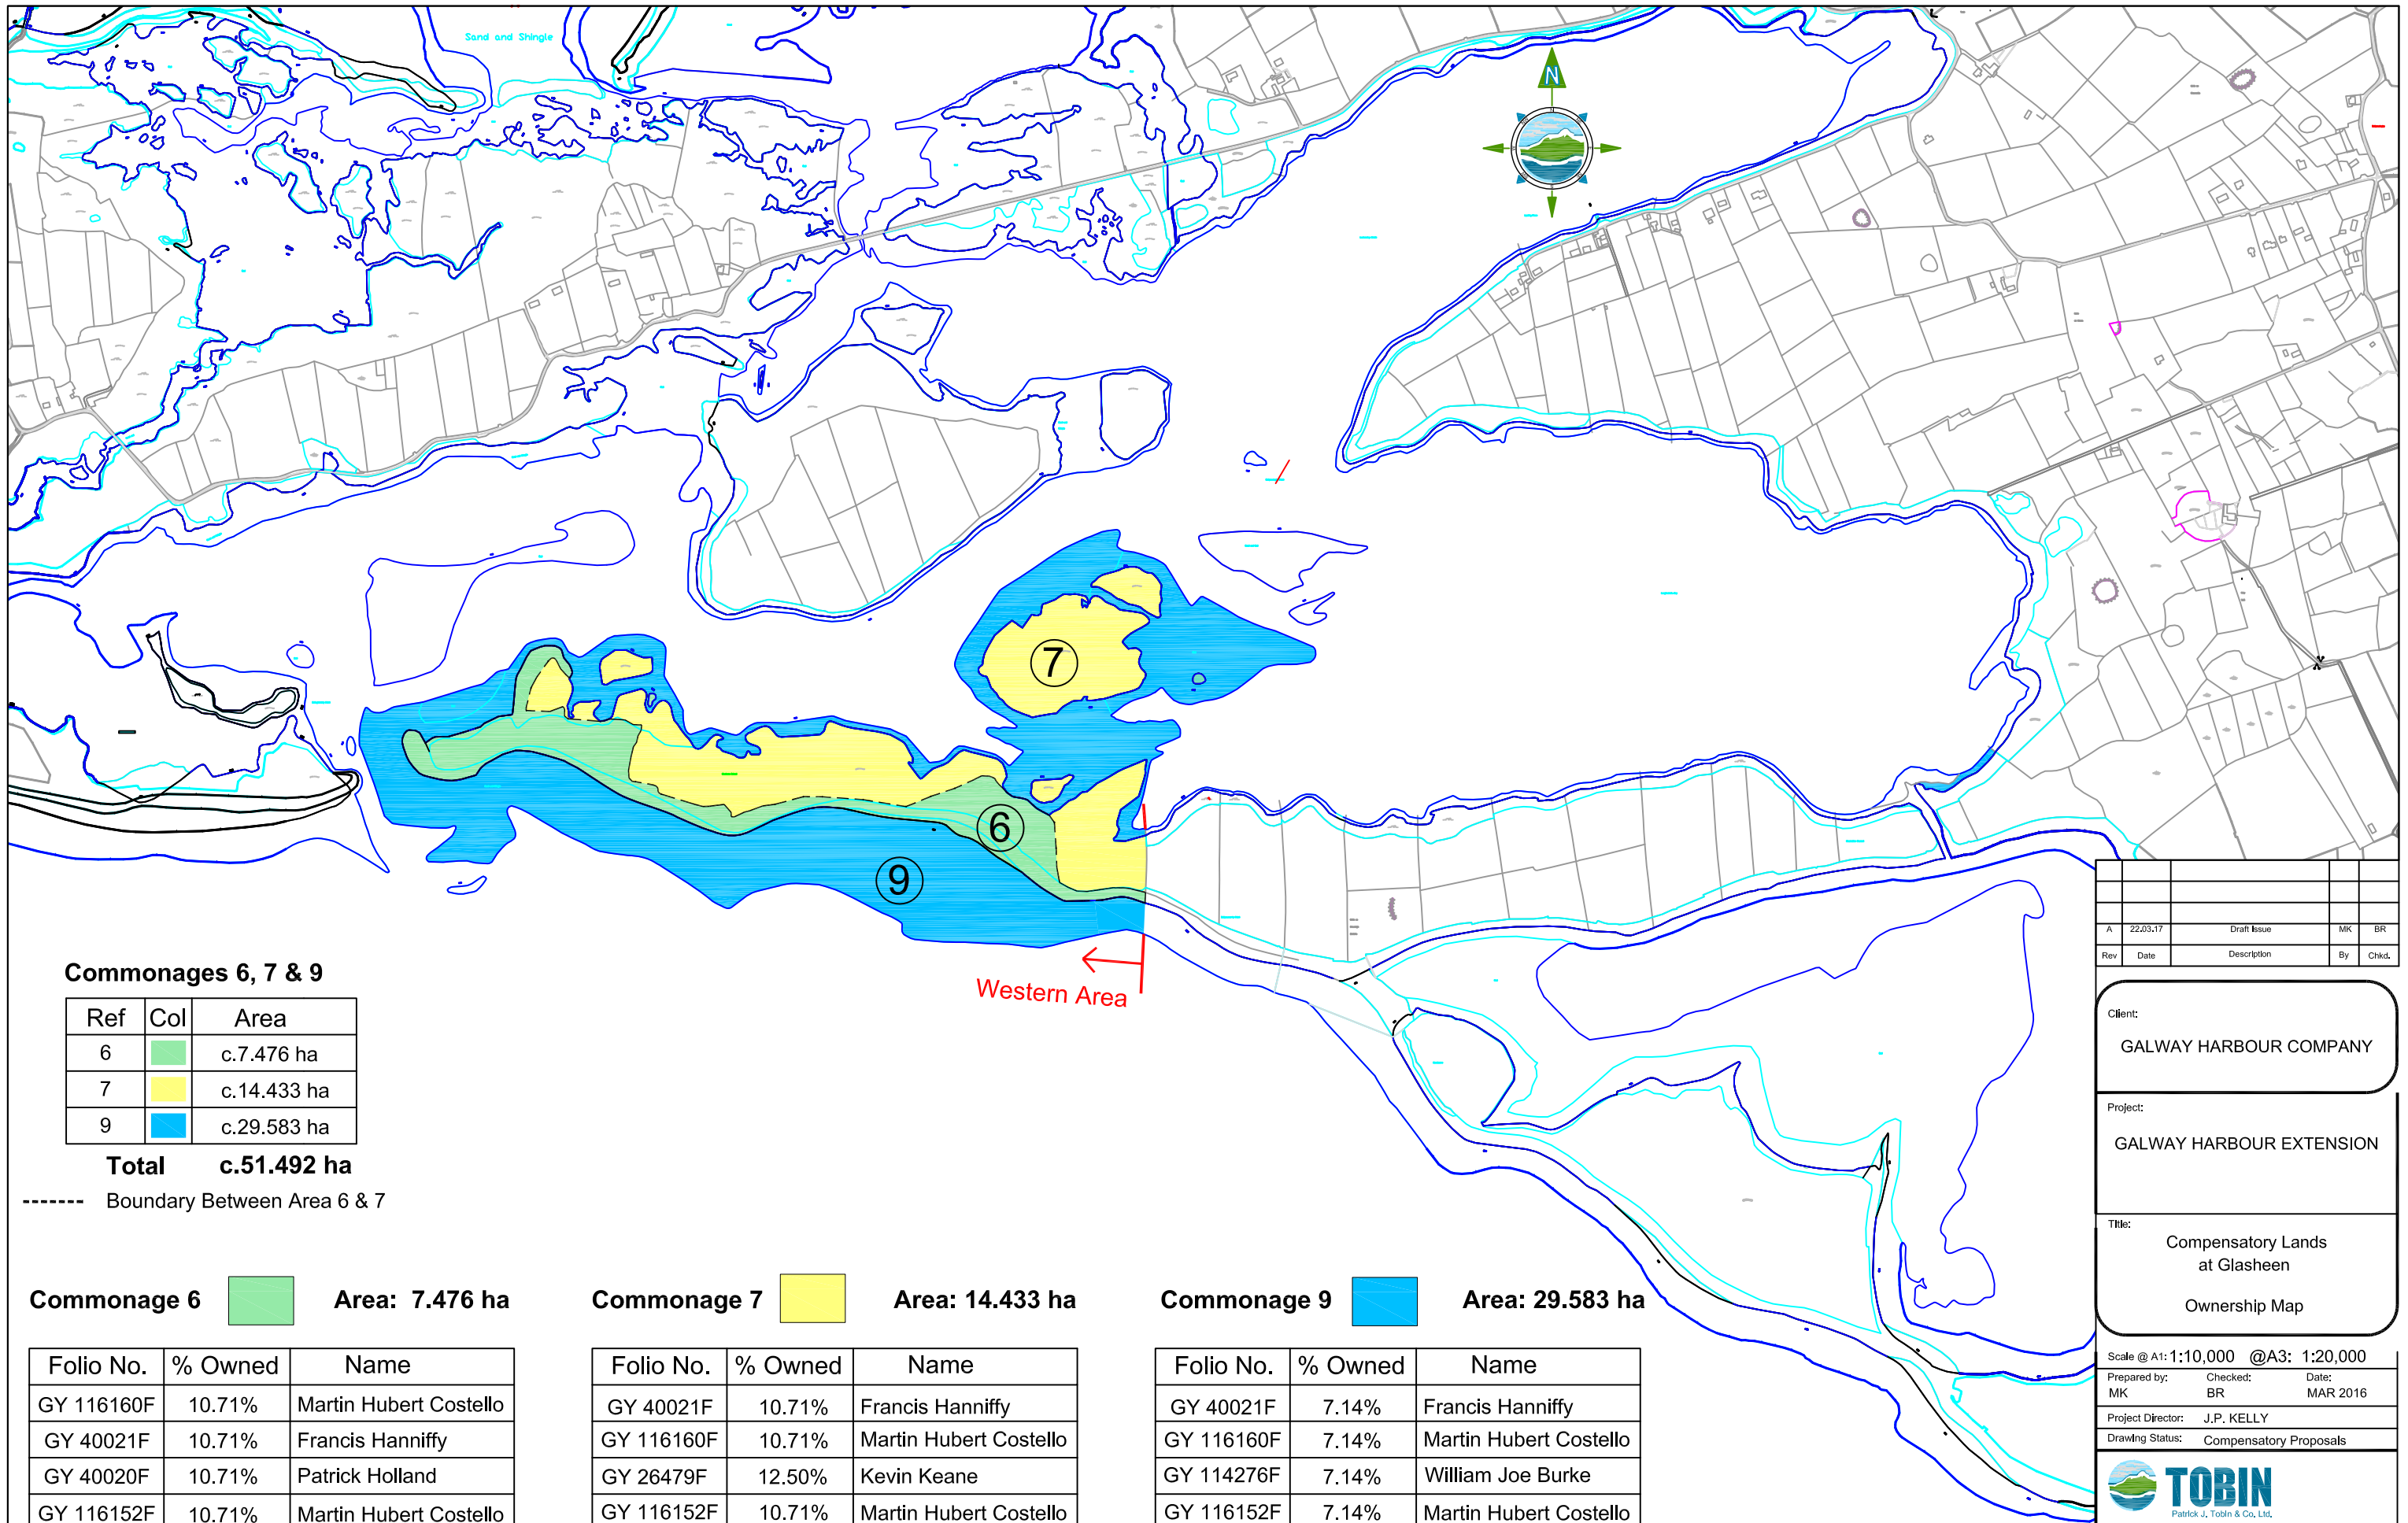 Sand and Shingle
N
7
6
9
Western Area
Commonages 6, 7 & 9
Ref Col Area
6 c.7.476 ha
7 c.14.433 ha
9 c.29.583 ha
Total c.51.492 ha
Boundary Between Area 6 & 7
Commonage 6 Area: 7.476 ha
Folio No. % Owned Name
GY 116160F 10.71% Martin Hubert Costello
GY 40021F 10.71% Francis Hanniffy
GY 40020F 10.71% Patrick Holland
GY 116152F 10.71% Martin Hubert Costello
Commonage 7 Area: 14.433 ha
Folio No. % Owned Name
GY 40021F 10.71% Francis Hanniffy
GY 116160F 10.71% Martin Hubert Costello
GY 26479F 12.50% Kevin Keane
GY 116152F 10.71% Martin Hubert Costello
Commonage 9 Area: 29.583 ha
Folio No. % Owned Name
GY 40021F 7.14% Francis Hanniffy
GY 116160F 7.14% Martin Hubert Costello
GY 114276F 7.14% William Joe Burke
GY 116152F 7.14% Martin Hubert Costello
A 22.03.17 Draft Issue MK BR
Rev Date Description By Chkd.
Client:
GALWAY HARBOUR COMPANY
Project:
GALWAY HARBOUR EXTENSION
Title:
Compensatory Lands
at Glasheen
Ownership Map
Scale @ A1: 1:10,000 @A3: 1:20,000
Prepared by: Checked: Date:
MK BR MAR 2016
Project Director: J.P. KELLY
Drawing Status: Compensatory Proposals
TOBIN
Patrick J. Tobin & Co. Ltd.